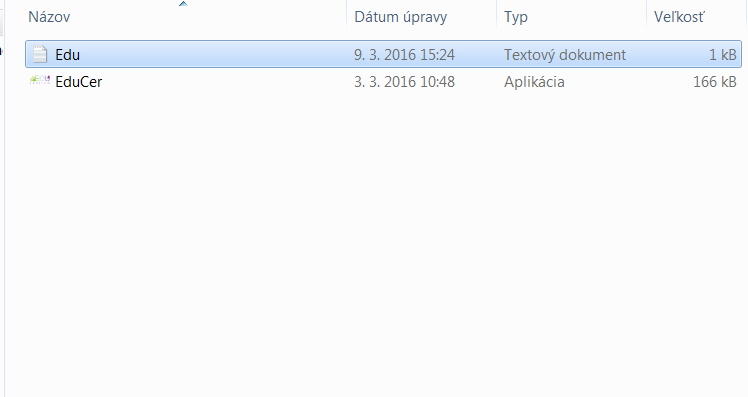 Názov Dátum úpravy Typ Veľkosť
Edu 9. 3. 2016 15:24 Textový dokument 1 kB
EduCer 3. 3. 2016 10:48 Aplikácia 166 kB